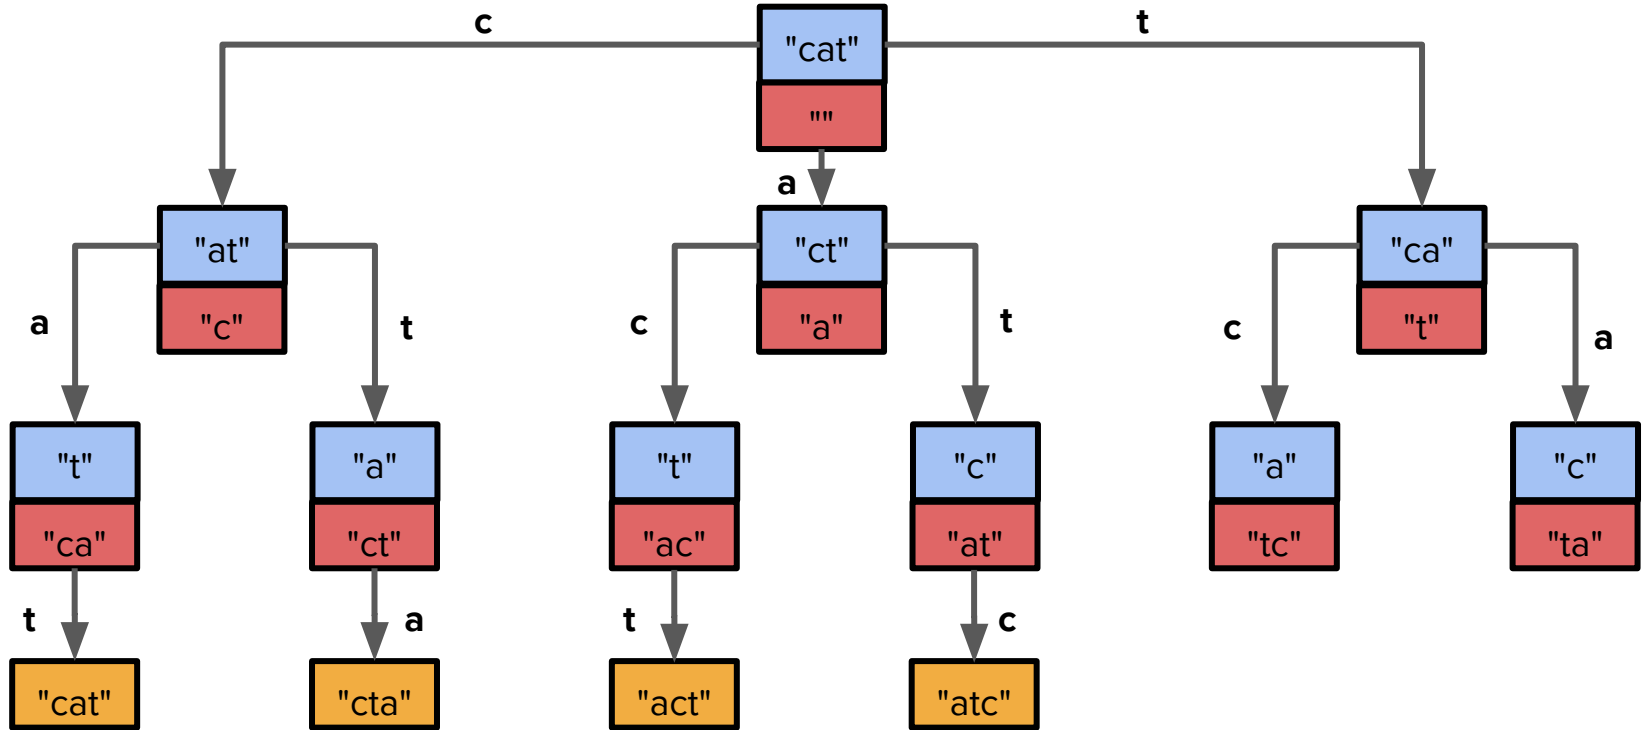 c
"cat"
t
""
a
"at"
"ct"
"ca"
a
"c"
t
c
"a"
t
c
"t"
a
"t"
"a"
"t"
"c"
"a"
"c"
"ca"
"ct"
"ac"
"at"
"tc"
"ta"
t
a
t
c
"cat"
"cta"
"act"
"atc"